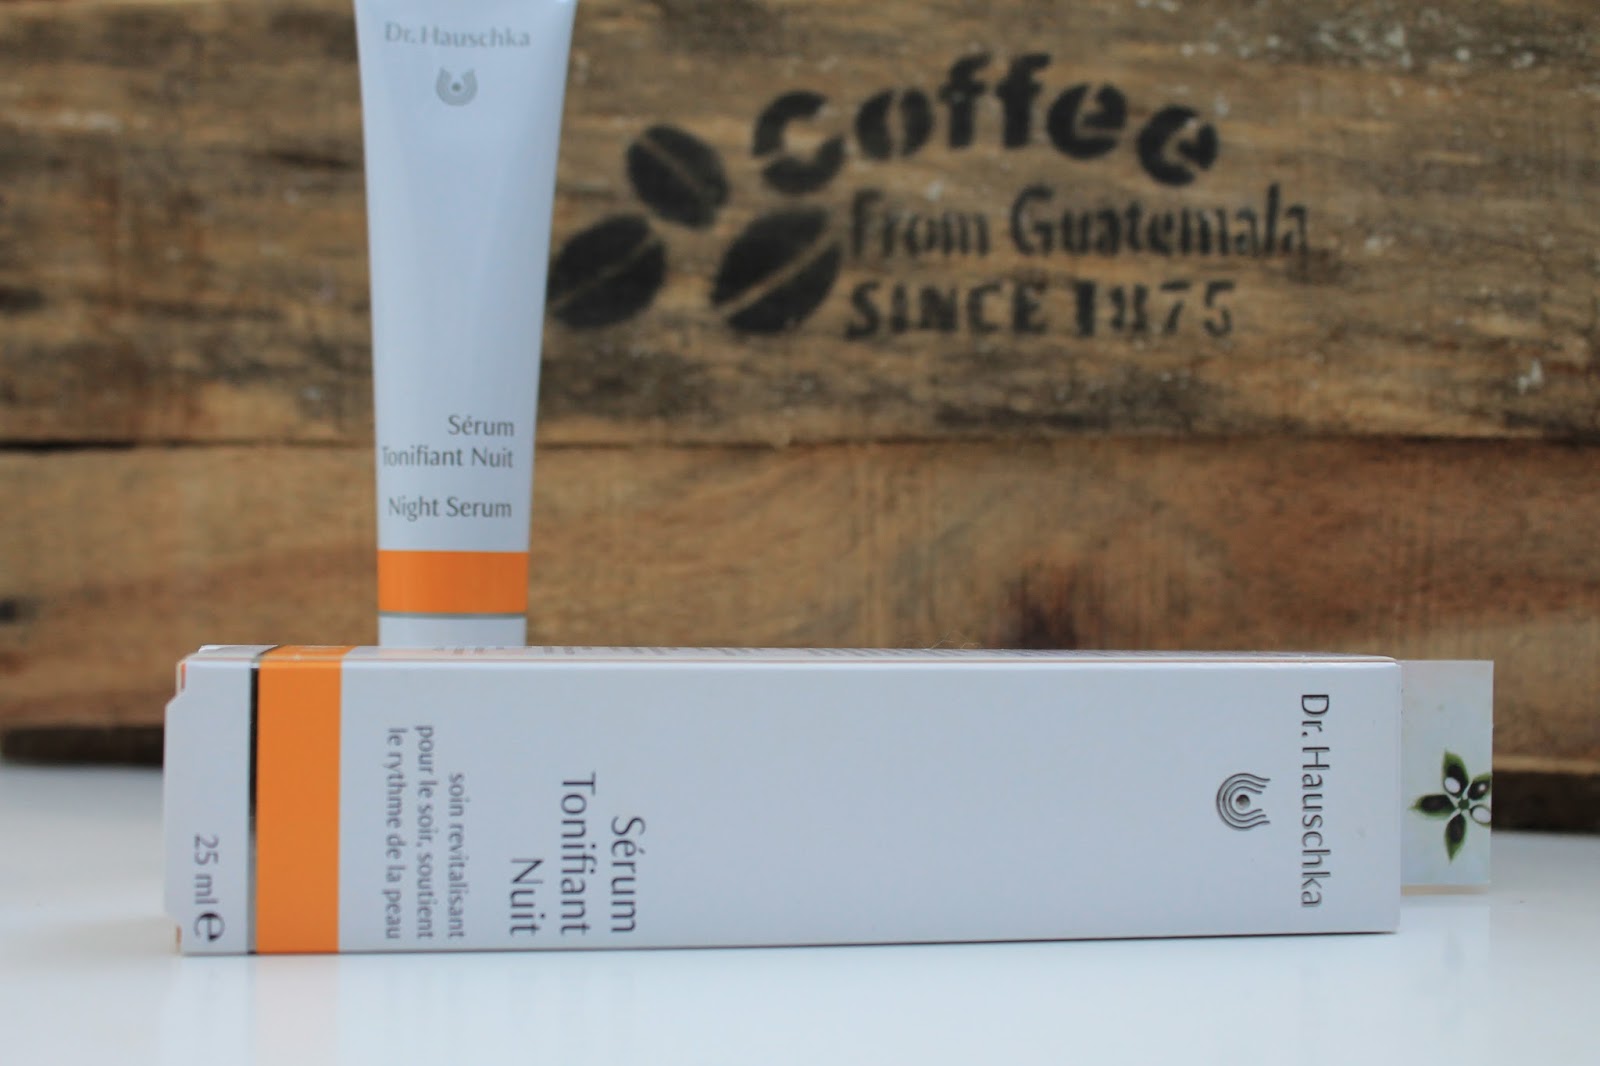 Dr. Hauschka
Sérum
Tonifiant Nuit
Night Serum
coffee
From Guatemala
SINCE 1875
Dr. Hauschka
Sérum
Tonifiant
Nuit
soin revitalisant
pour le soir, soutient
le rythme de la peau
25 ml ℮